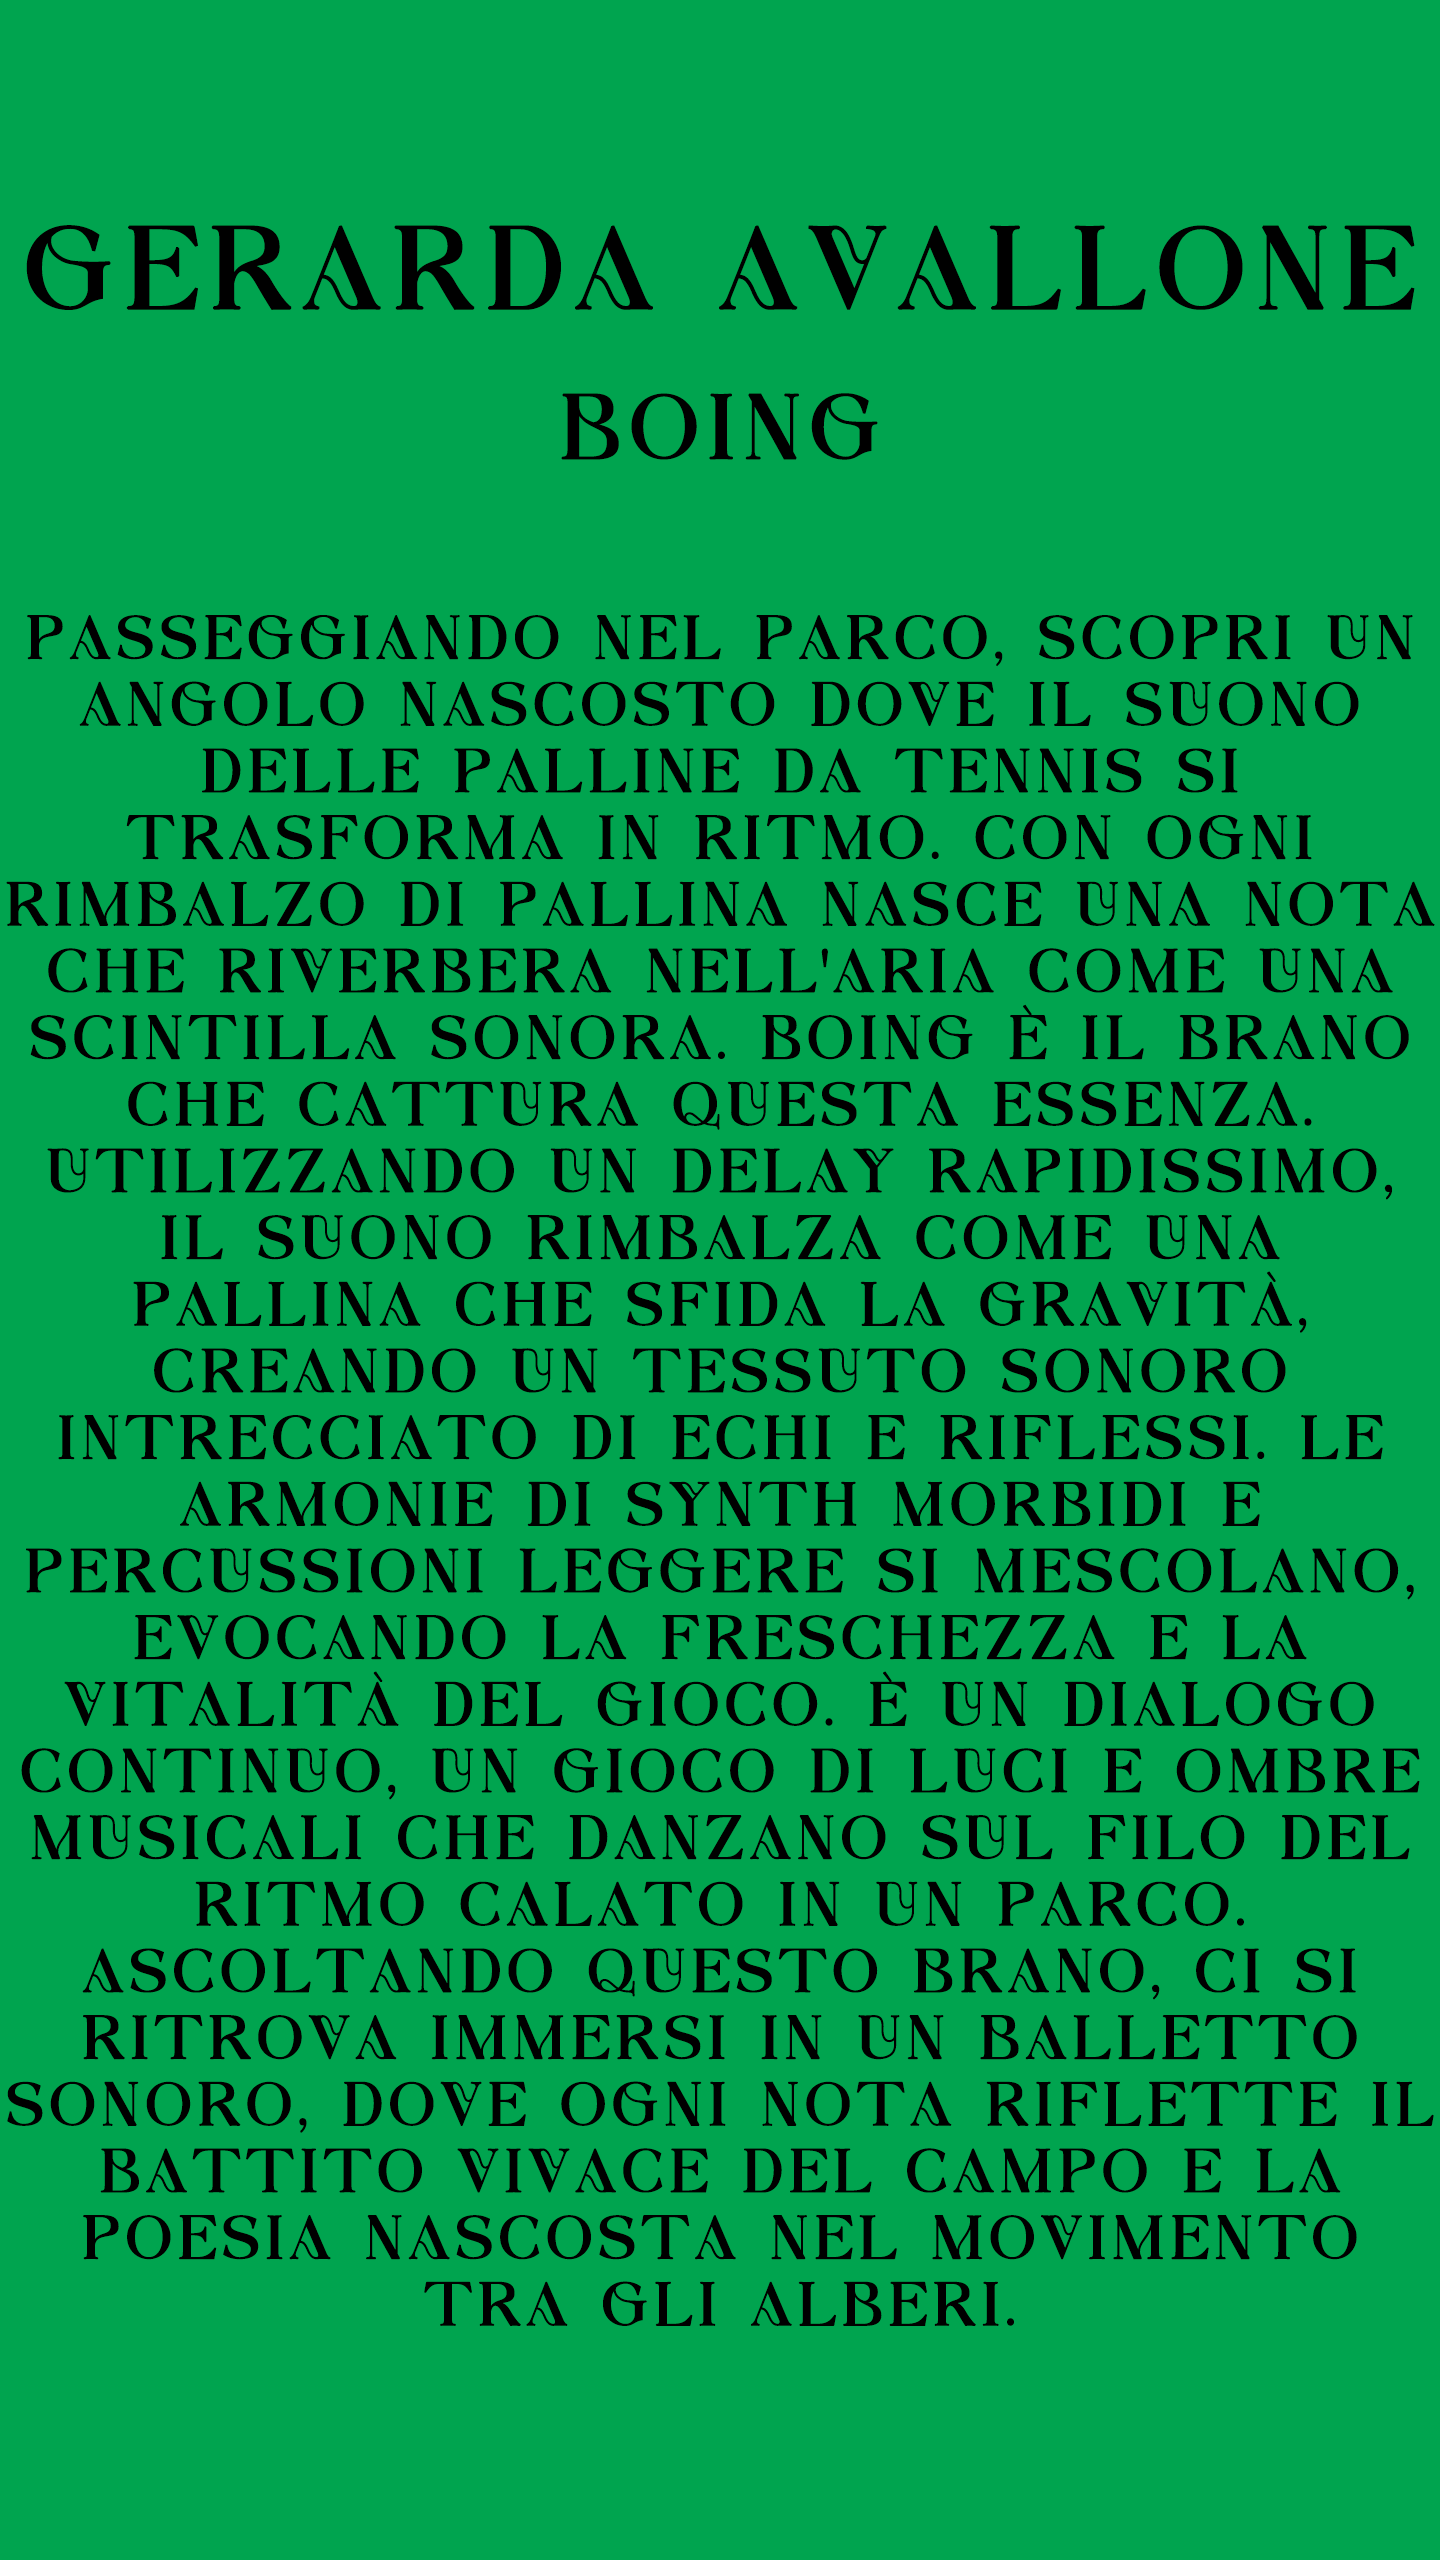 GERARDA AVALLONE
BOING
PASSEGGIANDO NEL PARCO, SCOPRI UN
ANGOLO NASCOSTO DOVE IL SUONO
DELLE PALLINE DA TENNIS SI
TRASFORMA IN RITMO. CON OGNI
RIMBALZO DI PALLINA NASCE UNA NOTA
CHE RIVERBERA NELL'ARIA COME UNA
SCINTILLA SONORA. BOING È IL BRANO
CHE CATTURA QUESTA ESSENZA.
UTILIZZANDO UN DELAY RAPIDISSIMO,
IL SUONO RIMBALZA COME UNA
PALLINA CHE SFIDA LA GRAVITÀ,
CREANDO UN TESSUTO SONORO
INTRECCIATO DI ECHI E RIFLESSI. LE
ARMONIE DI SYNTH MORBIDI E
PERCUSSIONI LEGGERE SI MESCOLANO,
EVOCANDO LA FRESCHEZZA E LA
VITALITÀ DEL GIOCO. È UN DIALOGO
CONTINUO, UN GIOCO DI LUCI E OMBRE
MUSICALI CHE DANZANO SUL FILO DEL
RITMO CALATO IN UN PARCO.
ASCOLTANDO QUESTO BRANO, CI SI
RITROVA IMMERSI IN UN BALLETTO
SONORO, DOVE OGNI NOTA RIFLETTE IL
BATTITO VIVACE DEL CAMPO E LA
POESIA NASCOSTA NEL MOVIMENTO
TRA GLI ALBERI.